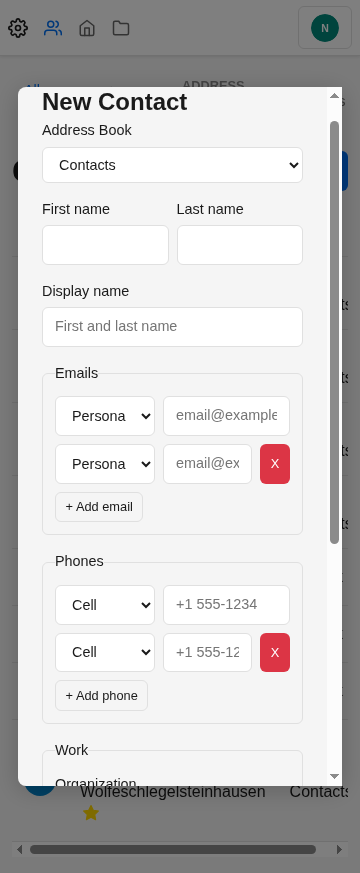 N
ADDRESS
New Contact
Address Book
Contacts
First name
Last name
Display name
First and last name
Emails
Persona
email@example
Persona
email@ex
X
+ Add email
Phones
Cell
+1 555-1234
Cell
+1 555-12
X
+ Add phone
Work
Organization
Wolfeschlegelsteinhausen
Contacts